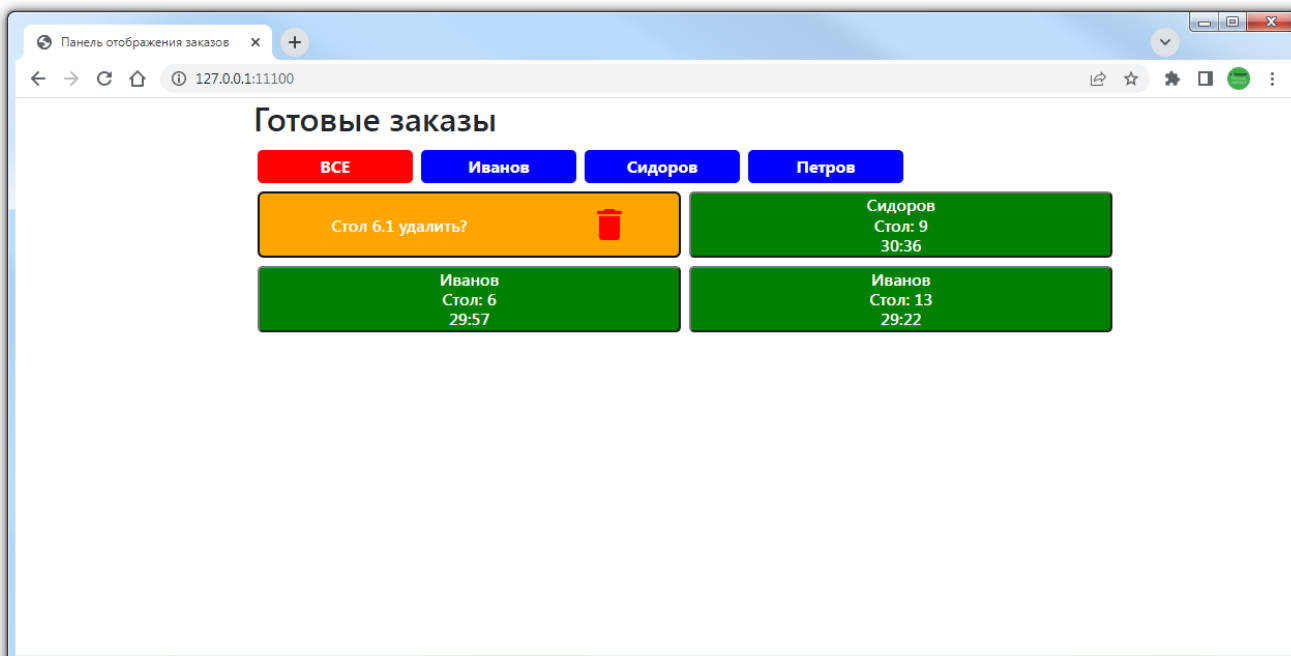 Панель отображения заказов
127.0.0.1:11100
Готовые заказы
ВСЕ Иванов Сидоров Петров
Стол 6.1 удалить?
Сидоров
Стол: 9
30:36
Иванов
Стол: 6
29:57
Иванов
Стол: 13
29:22